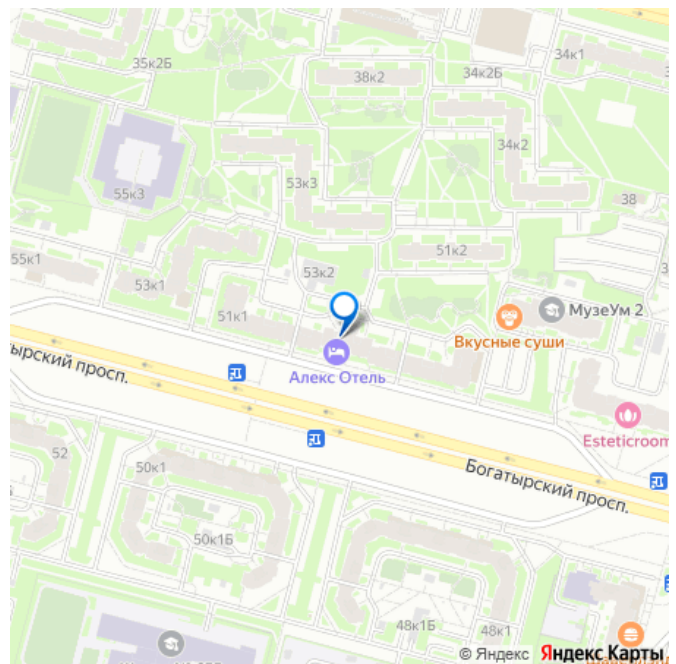 35к2Б
38к2
34к2Б
34к1
34к2
55к3
53к3
38
51к2
55к1
53к1
53к2
51к1
МузеУм 2
Вкусные суши
Алекс Отель
тырский просп.
Esteticroom
Богатырский просп.
52
50к1
50к1Б
48к1Б
48к1
© Яндекс Яндекс Карты